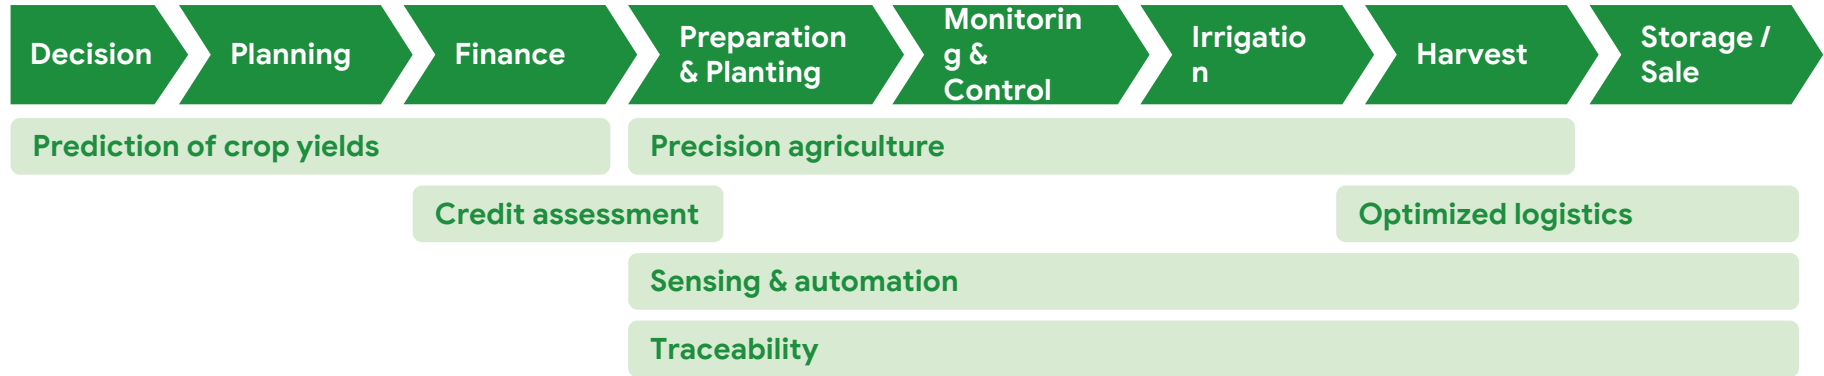 Decision
Planning
Finance
Preparation
& Planting
Monitorin
g &
Control
Irrigatio
n
Harvest
Storage /
Sale
Prediction of crop yields
Precision agriculture
Credit assessment
Optimized logistics
Sensing & automation
Traceability